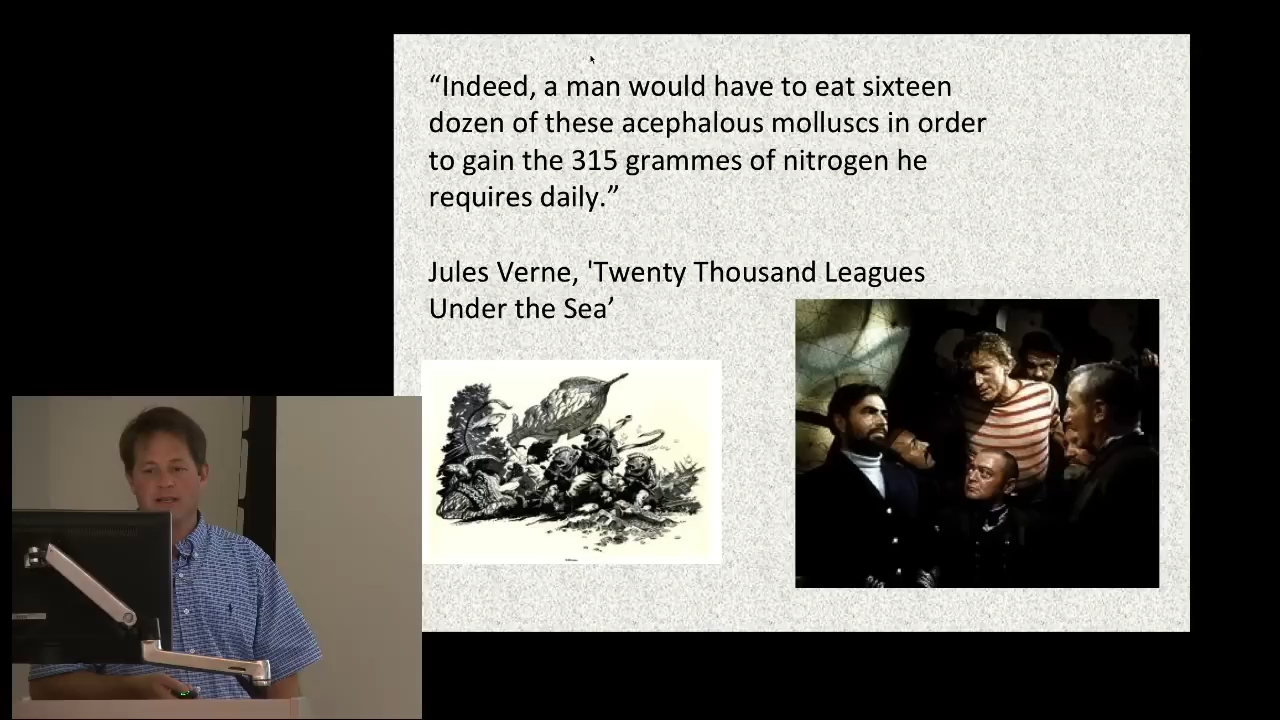 “Indeed, a man would have to eat sixteen
dozen of these acephalous molluscs in order
to gain the 315 grammes of nitrogen he
requires daily.”
Jules Verne, 'Twenty Thousand Leagues
Under the Sea’